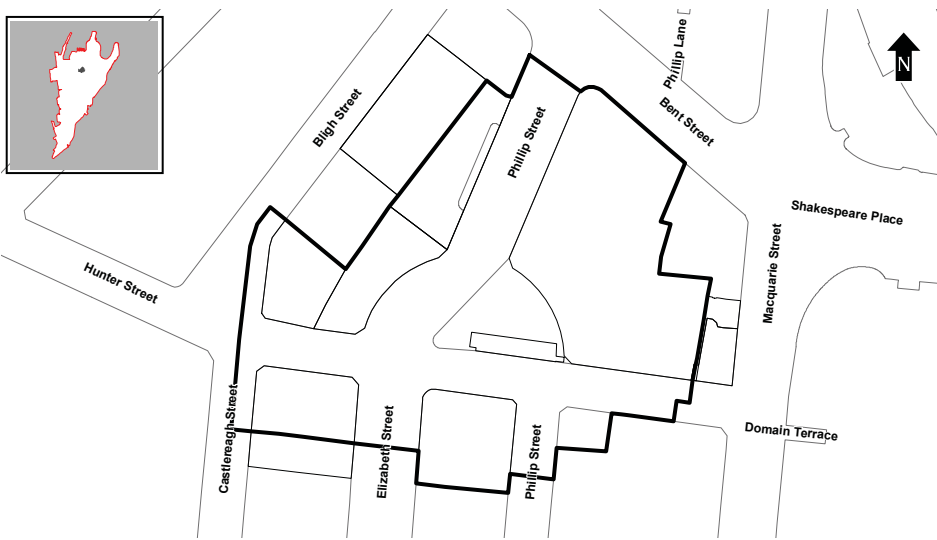 Phillip Lane
N
Bligh Street
Phillip Street
Bent Street
Shakespeare Place
Hunter Street
Macquarie Street
Castlereagh Street
Elizabeth Street
Phillip Street
Domain Terrace